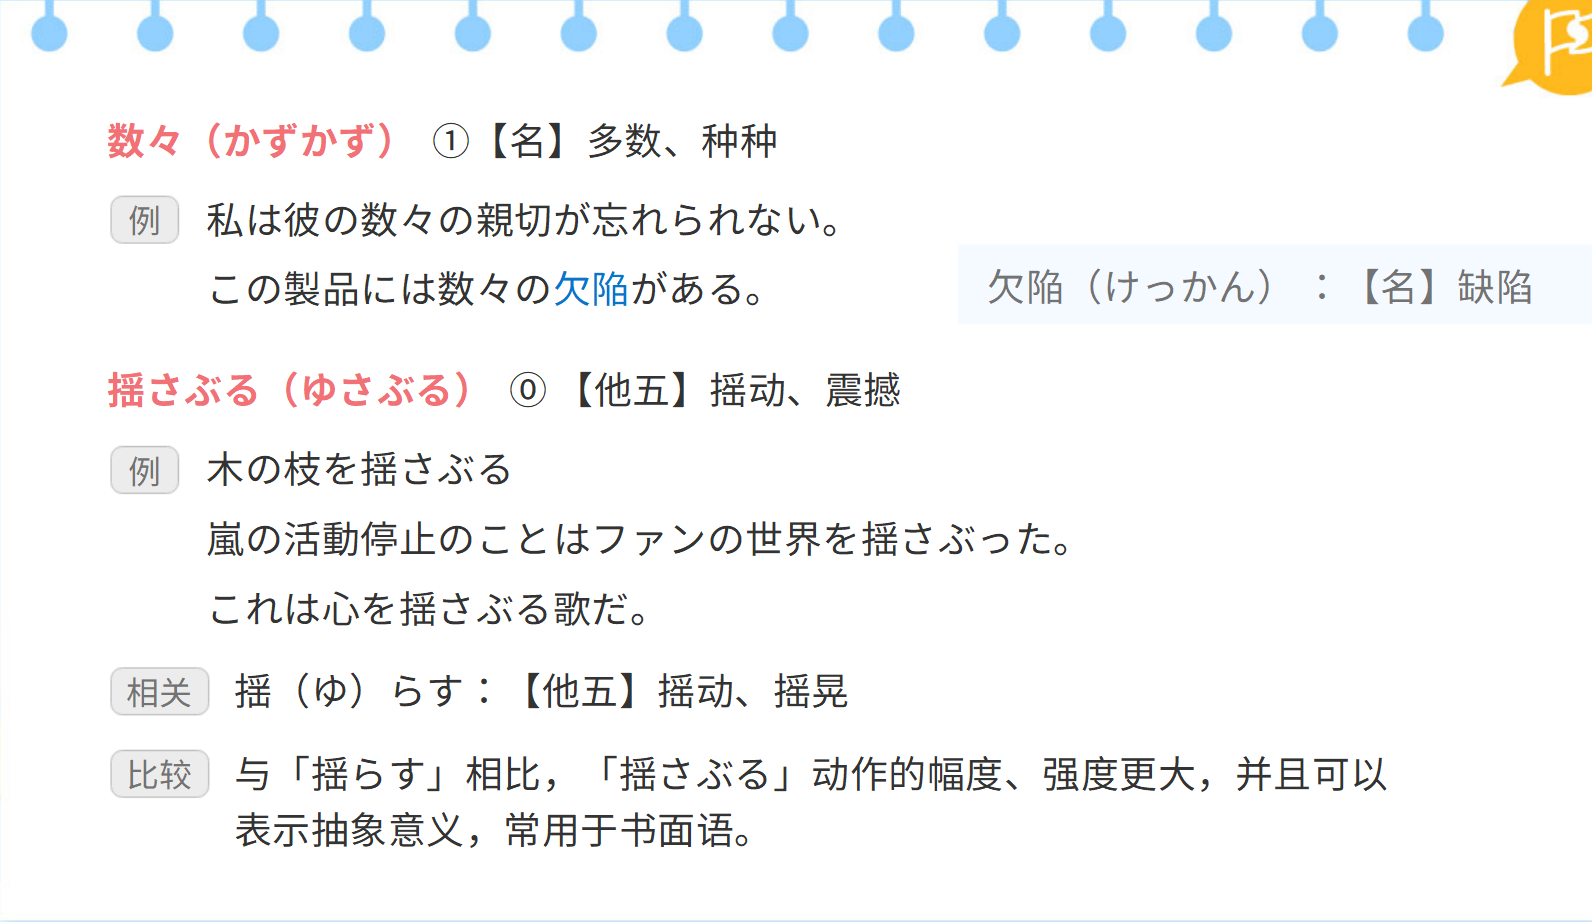 数々（かずかず） ①【名】多数、种种
例 私は彼の数々の親切が忘れられない。
この製品には数々の欠陥がある。
欠陥（けっかん）：【名】缺陷
揺さぶる（ゆさぶる） ⓪【他五】摇动、震撼
例 木の枝を揺さぶる
嵐の活動停止のことはファンの世界を揺さぶった。
これは心を揺さぶる歌だ。
相关 揺（ゆ）らす：【他五】摇动、摇晃
比较 与「揺らす」相比，「揺さぶる」动作的幅度、强度更大，并且可以
表示抽象意义，常用于书面语。